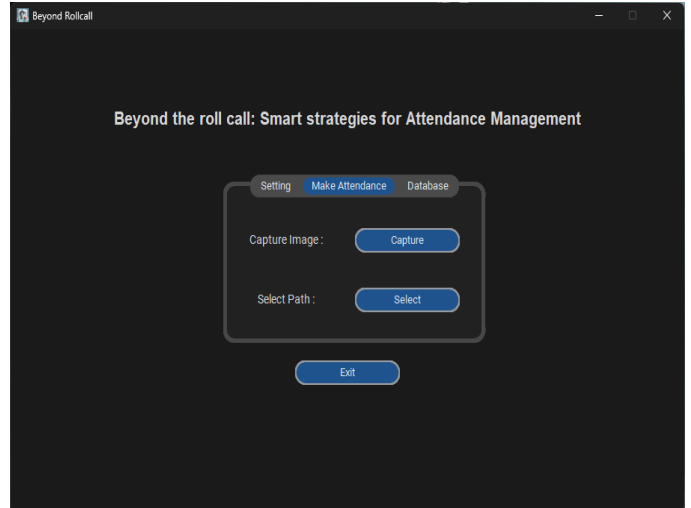 Beyond Rollcall
Beyond the roll call: Smart strategies for Attendance Management
Setting Make Attendance Database
Capture Image : Capture
Select Path : Select
Exit